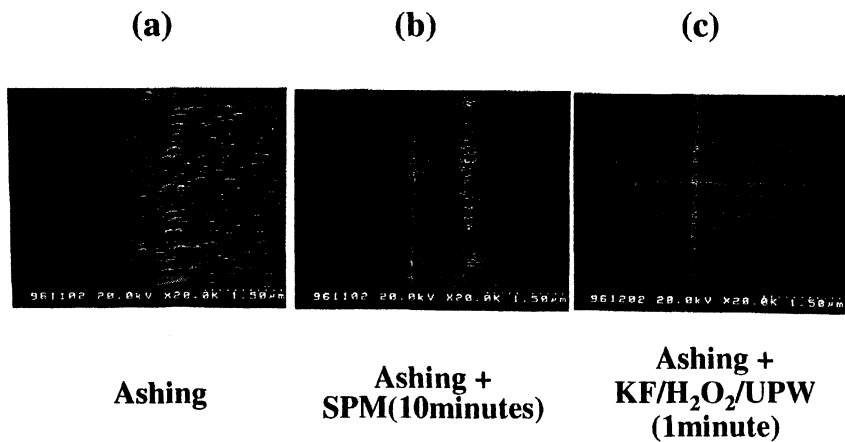 (a)
(b)
(c)
961102 20.0kV X20.0K 1.50µm
961102 20.0kV X20.0K 1.50µm
961202 20.0kV X20.0K 1.50µm
Ashing
Ashing +
SPM(10minutes)
Ashing +
KF/H₂O₂/UPW
(1minute)